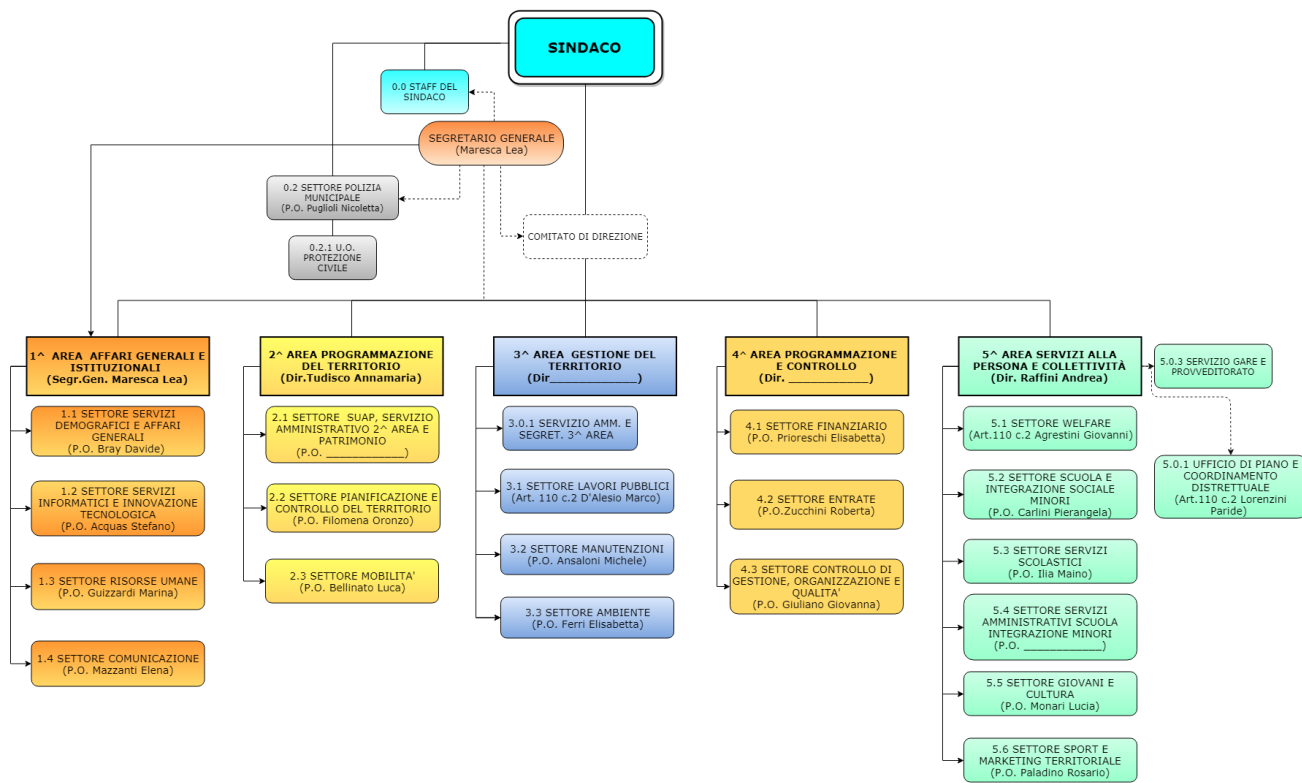 SINDACO
0.0 STAFF DEL
SINDACO
SEGRETARIO GENERALE
(Maresca Lea)
0.2 SETTORE POLIZIA
MUNICIPALE
(P.O. Puglioli Nicoletta)
COMITATO DI DIREZIONE
0.2.1 U.O.
PROTEZIONE
CIVILE
1^ AREA AFFARI GENERALI E
ISTITUZIONALI
(Segr.Gen. Maresca Lea)
1.1 SETTORE SERVIZI
DEMOGRAFICI E AFFARI
GENERALI
(P.O. Bray Davide)
1.2 SETTORE SERVIZI
INFORMATICI E INNOVAZIONE
TECNOLOGICA
(P.O. Acquas Stefano)
1.3 SETTORE RISORSE UMANE
(P.O. Guizzardi Marina)
1.4 SETTORE COMUNICAZIONE
(P.O. Mazzanti Elena)
2^ AREA PROGRAMMAZIONE
DEL TERRITORIO
(Dir.Tudisco Annamaria)
2.1 SETTORE SUAP, SERVIZIO
AMMINISTRATIVO 2^ AREA E
PATRIMONIO
(P.O. ____________)
2.2 SETTORE PIANIFICAZIONE E
CONTROLLO DEL TERRITORIO
(P.O. Filomena Oronzo)
2.3 SETTORE MOBILITA'
(P.O. Bellinato Luca)
3^ AREA GESTIONE DEL
TERRITORIO
(Dir_____________)
3.0.1 SERVIZIO AMM. E
SEGRET. 3^ AREA
3.1 SETTORE LAVORI PUBBLICI
(Art. 110 c.2 D'Alesio Marco)
3.2 SETTORE MANUTENZIONI
(P.O. Ansaloni Michele)
3.3 SETTORE AMBIENTE
(P.O. Ferri Elisabetta)
4^ AREA PROGRAMMAZIONE
E CONTROLLO
(Dir. ____________)
4.1 SETTORE FINANZIARIO
(P.O. Prioreschi Elisabetta)
4.2 SETTORE ENTRATE
(P.O.Zucchini Roberta)
4.3 SETTORE CONTROLLO DI
GESTIONE, ORGANIZZAZIONE E
QUALITA'
(P.O. Giuliano Giovanna)
5^ AREA SERVIZI ALLA
PERSONA E COLLETTIVITÀ
(Dir. Raffini Andrea)
5.0.3 SERVIZIO GARE E
PROVVEDITORATO
5.1 SETTORE WELFARE
(Art.110 c.2 Agrestini Giovanni)
5.0.1 UFFICIO DI PIANO E
COORDINAMENTO
DISTRETTUALE
(Art.110 c.2 Lorenzini
Paride)
5.2 SETTORE SCUOLA E
INTEGRAZIONE SOCIALE
MINORI
(P.O. Carlini Pierangela)
5.3 SETTORE SERVIZI
SCOLASTICI
(P.O. Ilia Maino)
5.4 SETTORE SERVIZI
AMMINISTRATIVI SCUOLA
INTEGRAZIONE MINORI
(P.O. ____________)
5.5 SETTORE GIOVANI E
CULTURA
(P.O. Monari Lucia)
5.6 SETTORE SPORT E
MARKETING TERRITORIALE
(P.O. Paladino Rosario)